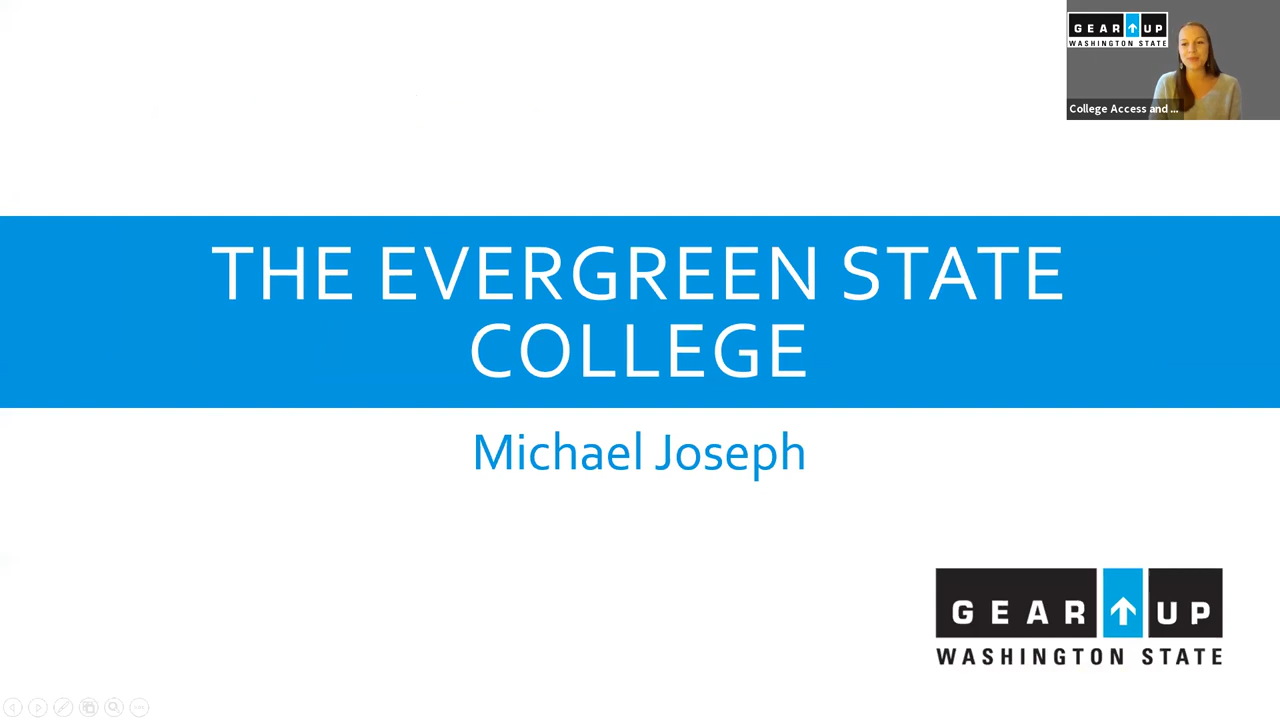 GEAR UP
WASHINGTON STATE
College Access and ...
THE EVERGREEN STATE
COLLEGE
Michael Joseph
GEAR UP
WASHINGTON STATE